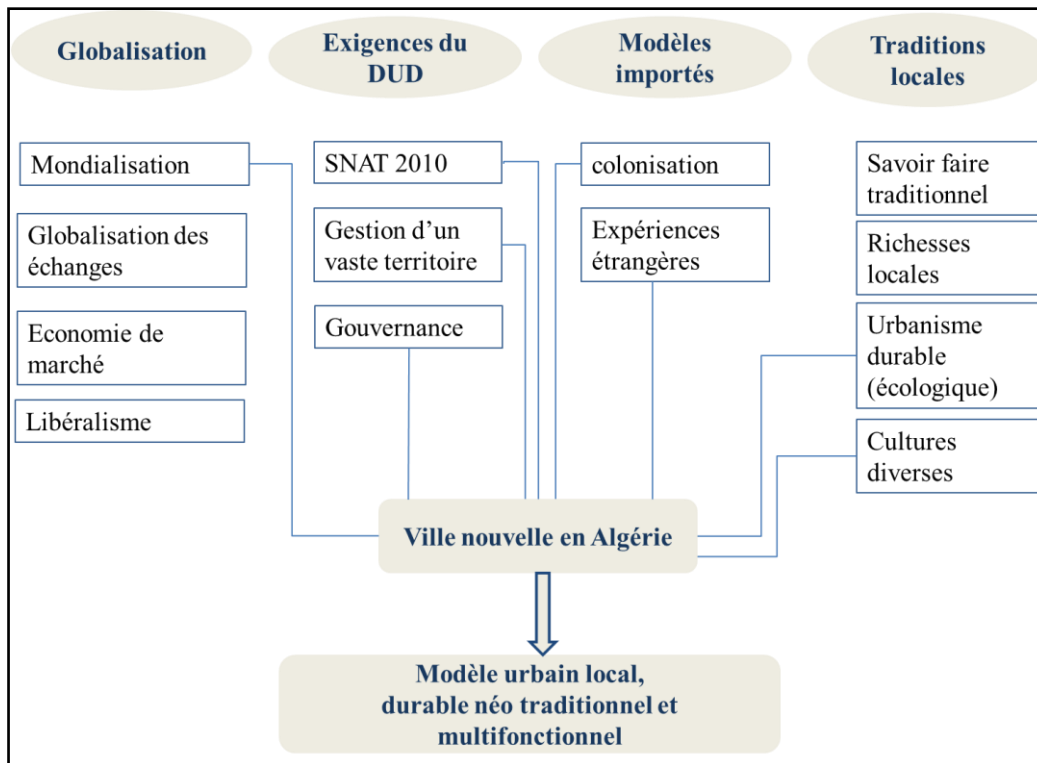 Globalisation
Exigences du
DUD
Modèles
importés
Traditions
locales
Mondialisation
Globalisation des
échanges
Economie de
marché
Libéralisme
SNAT 2010
Gestion d'un
vaste territoire
Gouvernance
colonisation
Expériences
étrangères
Savoir faire
traditionnel
Richesses
locales
Urbanisme
durable
(écologique)
Cultures
diverses
Ville nouvelle en Algérie
Modèle urbain local,
durable néo traditionnel et
multifonctionnel